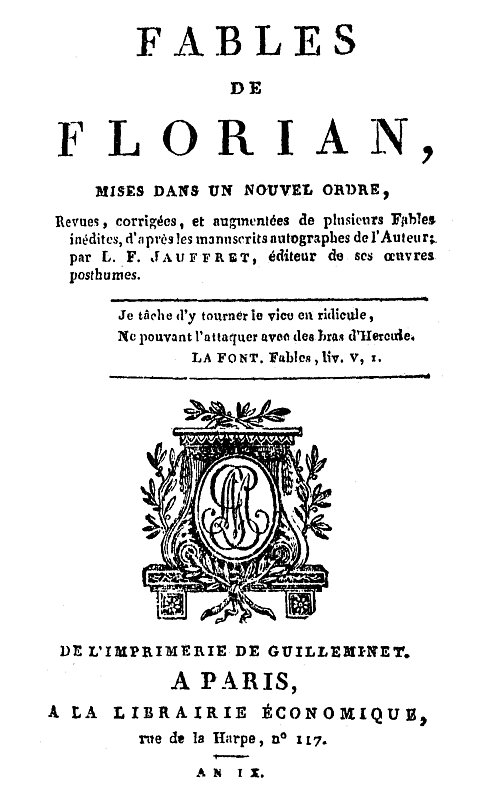 FABLES
DE
FLORIAN,
MISES DANS UN NOUVEL ORDRE,
Revues, corrigées, et augmentées de plusieurs Fables
inédites, d'après les manuscrits autographes de l'Auteur;
par L. F. JAUFFRET, éditeur de ses œuvres
posthumes.
Je tâche d'y tourner le vice en ridicule,
Ne pouvant l'attaquer avec des bras d'Hercule.
LA FONT. Fables, liv. V, 1.
DE L'IMPRIMERIE DE GUILLEMINET.
A PARIS,
A LA LIBRAIRIE ÉCONOMIQUE,
rue de la Harpe, n° 117.
AN IX.